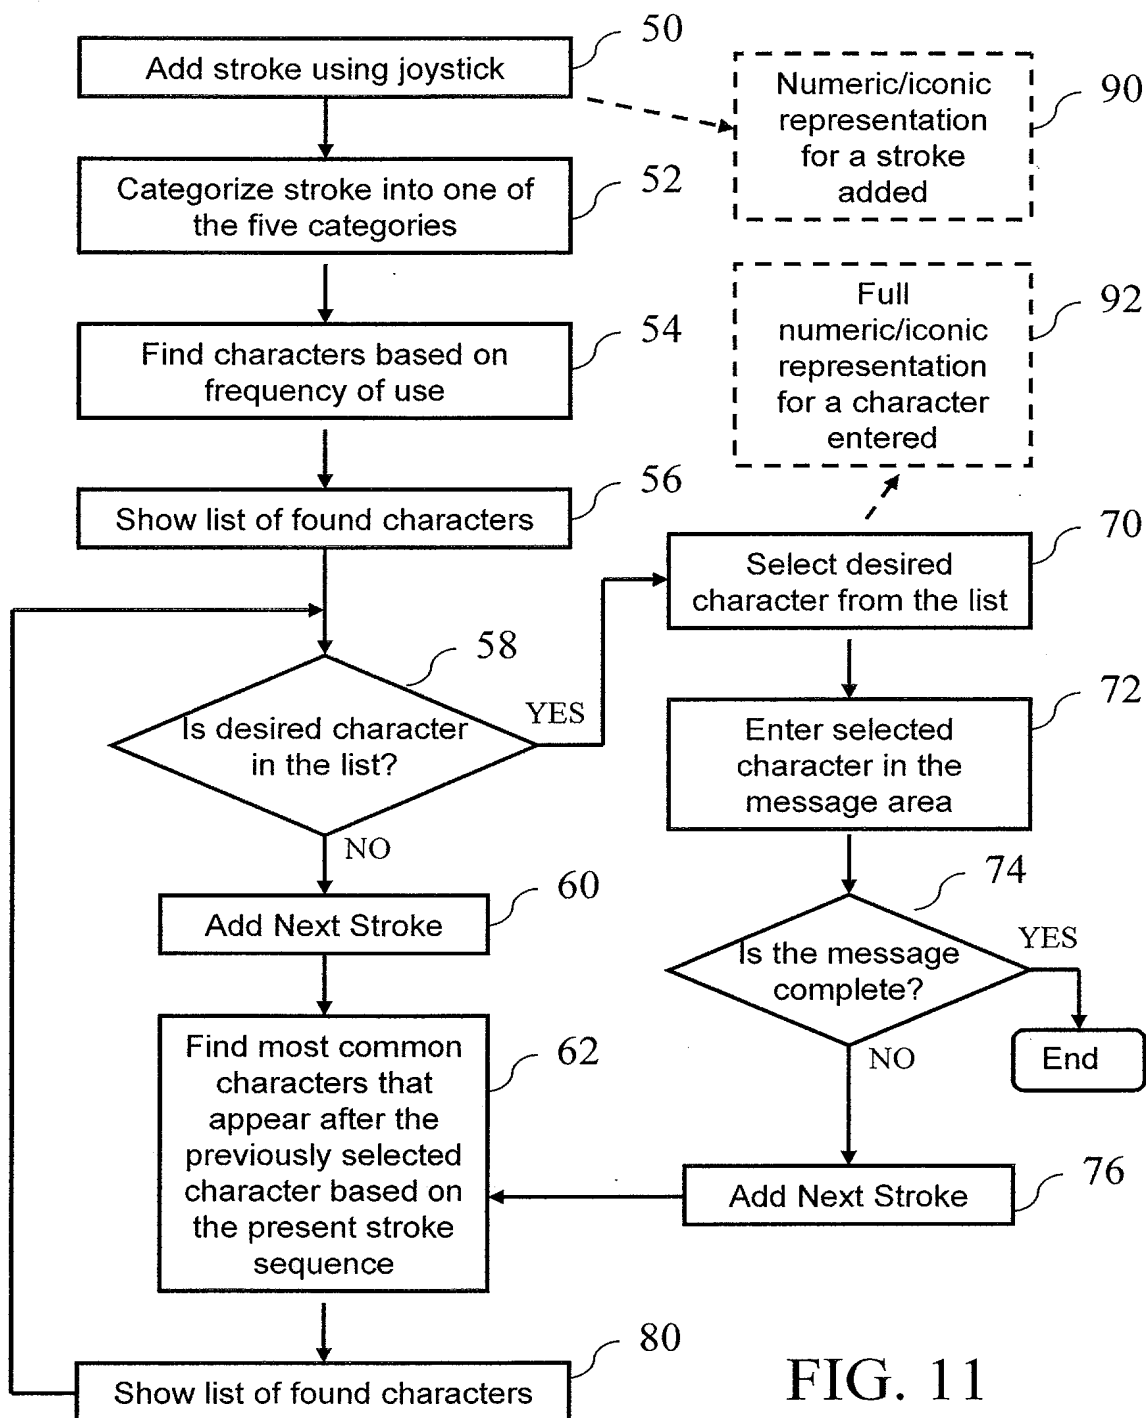 50
Add stroke using joystick
Numeric/iconic
representation
for a stroke
added
90
Categorize stroke into one of
the five categories
52
Full
numeric/iconic
representation
for a character
entered
92
Find characters based on
frequency of use
54
Show list of found characters
56
Select desired
character from the list
70
Is desired character
in the list?
58
YES
NO
Enter selected
character in the
message area
72
Add Next Stroke
60
Is the message
complete?
74
YES
NO
End
Find most common
characters that
appear after the
previously selected
character based on
the present stroke
sequence
62
Add Next Stroke
76
Show list of found characters
80
FIG. 11